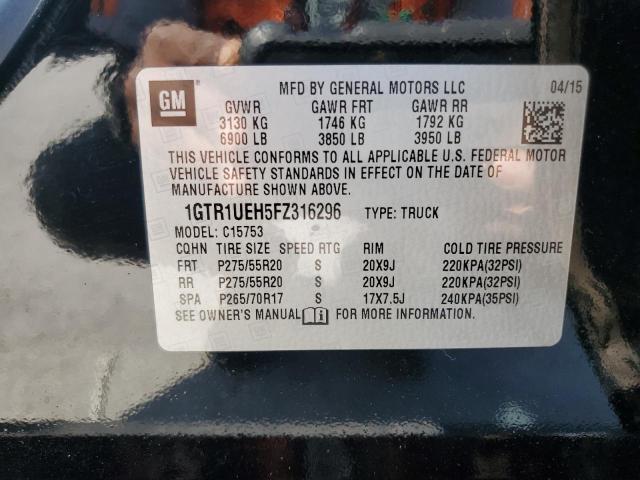 GM
MFD BY GENERAL MOTORS LLC 04/15
GVWR GAWR FRT GAWR RR
3130 KG 1746 KG 1792 KG
6900 LB 3850 LB 3950 LB
THIS VEHICLE CONFORMS TO ALL APPLICABLE U.S. FEDERAL MOTOR
VEHICLE SAFETY STANDARDS IN EFFECT ON THE DATE OF
MANUFACTURE SHOWN ABOVE.
1GTR1UEH5FZ316296 TYPE: TRUCK
MODEL: C15753
CQHN TIRE SIZE SPEED RTG RIM COLD TIRE PRESSURE
FRT P275/55R20 S 20X9J 220KPA(32PSI)
RR P275/55R20 S 20X9J 220KPA(32PSI)
SPA P265/70R17 S 17X7.5J 240KPA(35PSI)
SEE OWNER'S MANUAL FOR MORE INFORMATION.